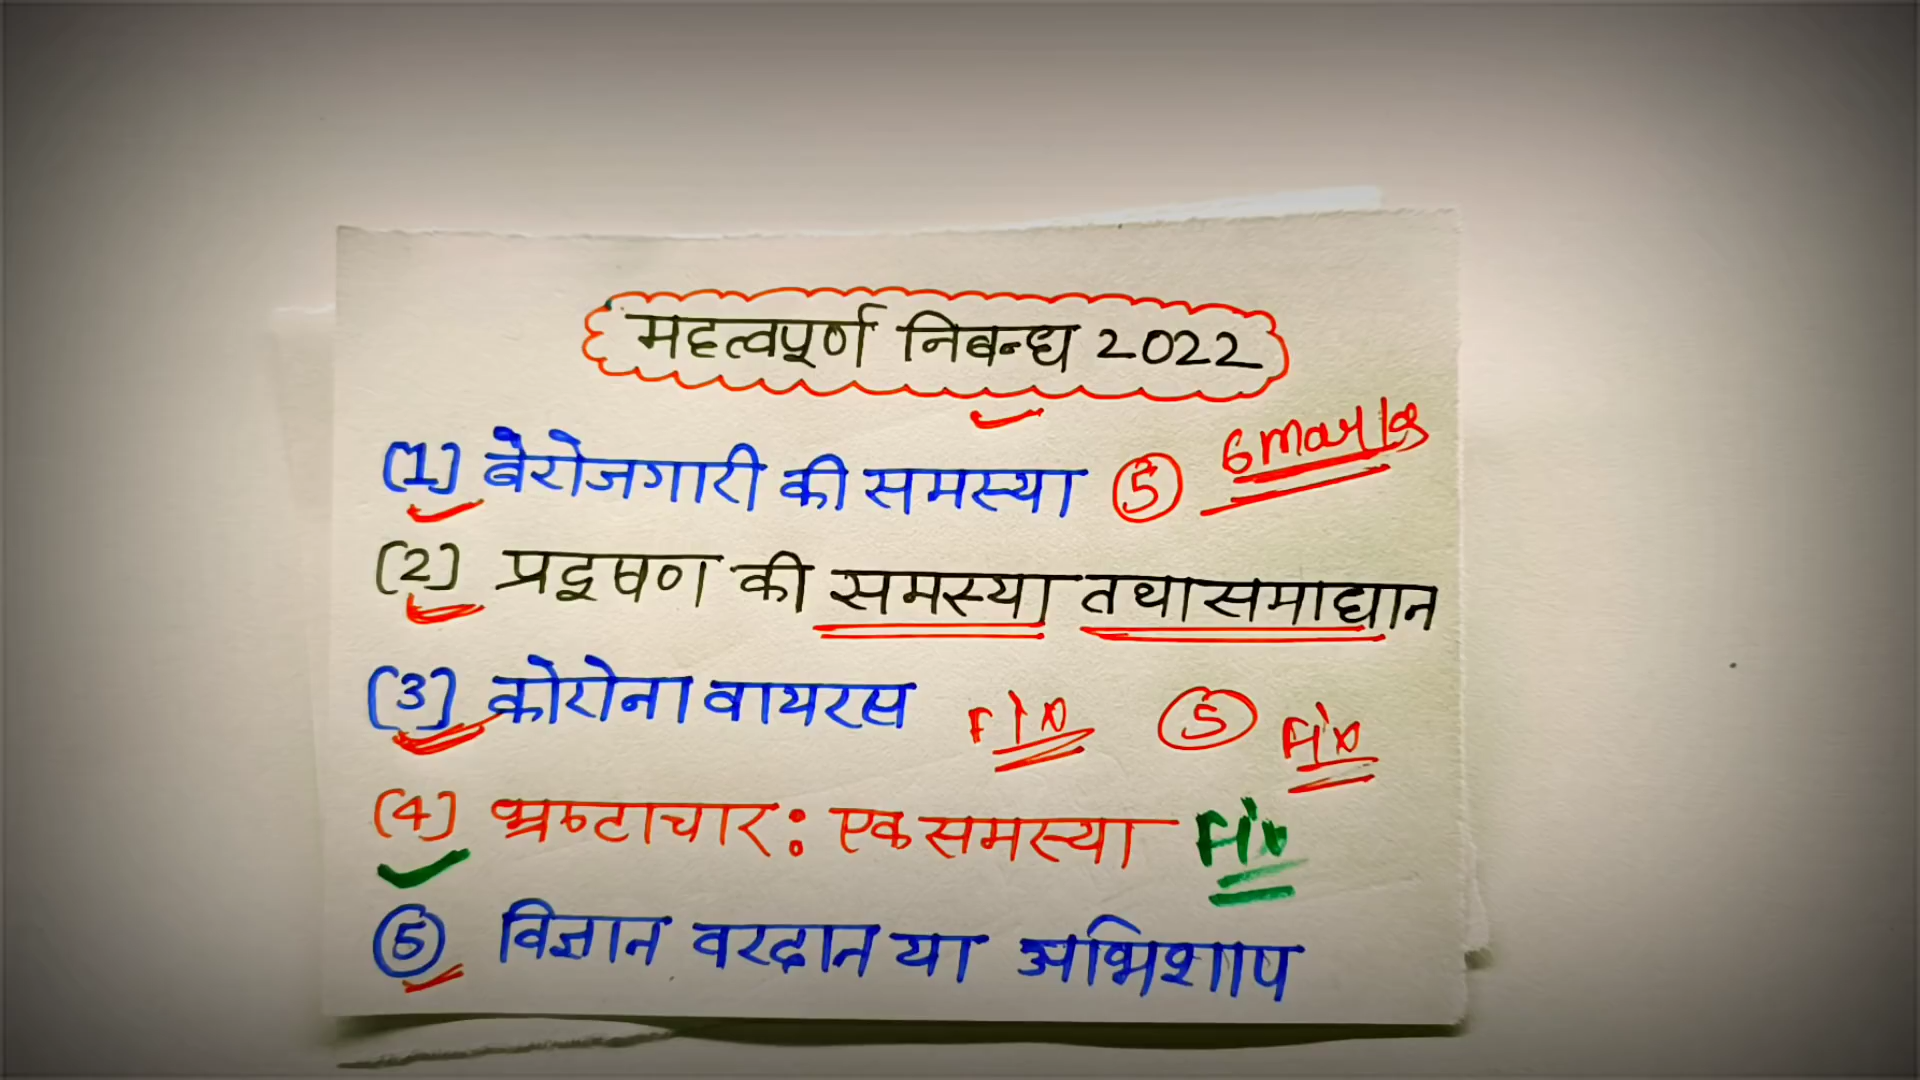 महत्वपूर्ण निबन्ध 2022
(1) बेरोजगारी की समस्या 5 6 marks
(2) प्रदूषण की समस्या तथा समाधान
(3) कोरोना वायरस Fix 5 Fix
(4) भ्रष्टाचार : एक समस्या Fix
5 विज्ञान वरदान या अभिशाप